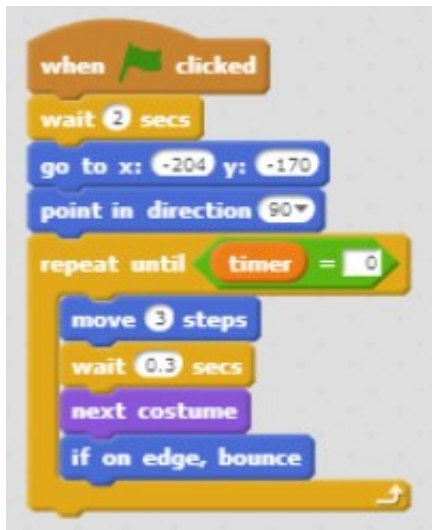 when clicked
wait 2 secs
go to x: -204 y: -170
point in direction 90
repeat until timer = 0
move 3 steps
wait 0.3 secs
next costume
if on edge, bounce